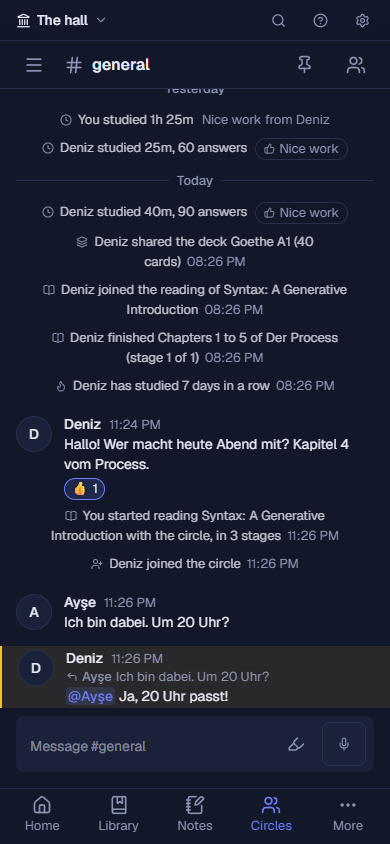 The hall
# general
Yesterday
You studied 1h 25m Nice work from Deniz
Deniz studied 25m, 60 answers Nice work
Today
Deniz studied 40m, 90 answers Nice work
Deniz shared the deck Goethe A1 (40
cards) 08:26 PM
Deniz joined the reading of Syntax: A Generative
Introduction 08:26 PM
Deniz finished Chapters 1 to 5 of Der Process
(stage 1 of 1) 08:26 PM
Deniz has studied 7 days in a row 08:26 PM
D
Deniz 11:24 PM
Hallo! Wer macht heute Abend mit? Kapitel 4
vom Process.
👍 1
You started reading Syntax: A Generative
Introduction with the circle, in 3 stages 11:26 PM
Deniz joined the circle 11:26 PM
A
Ayşe 11:26 PM
Ich bin dabei. Um 20 Uhr?
D
Deniz 11:26 PM
Ayşe Ich bin dabei. Um 20 Uhr?
@Ayşe Ja, 20 Uhr passt!
Message #general
Home Library Notes Circles More